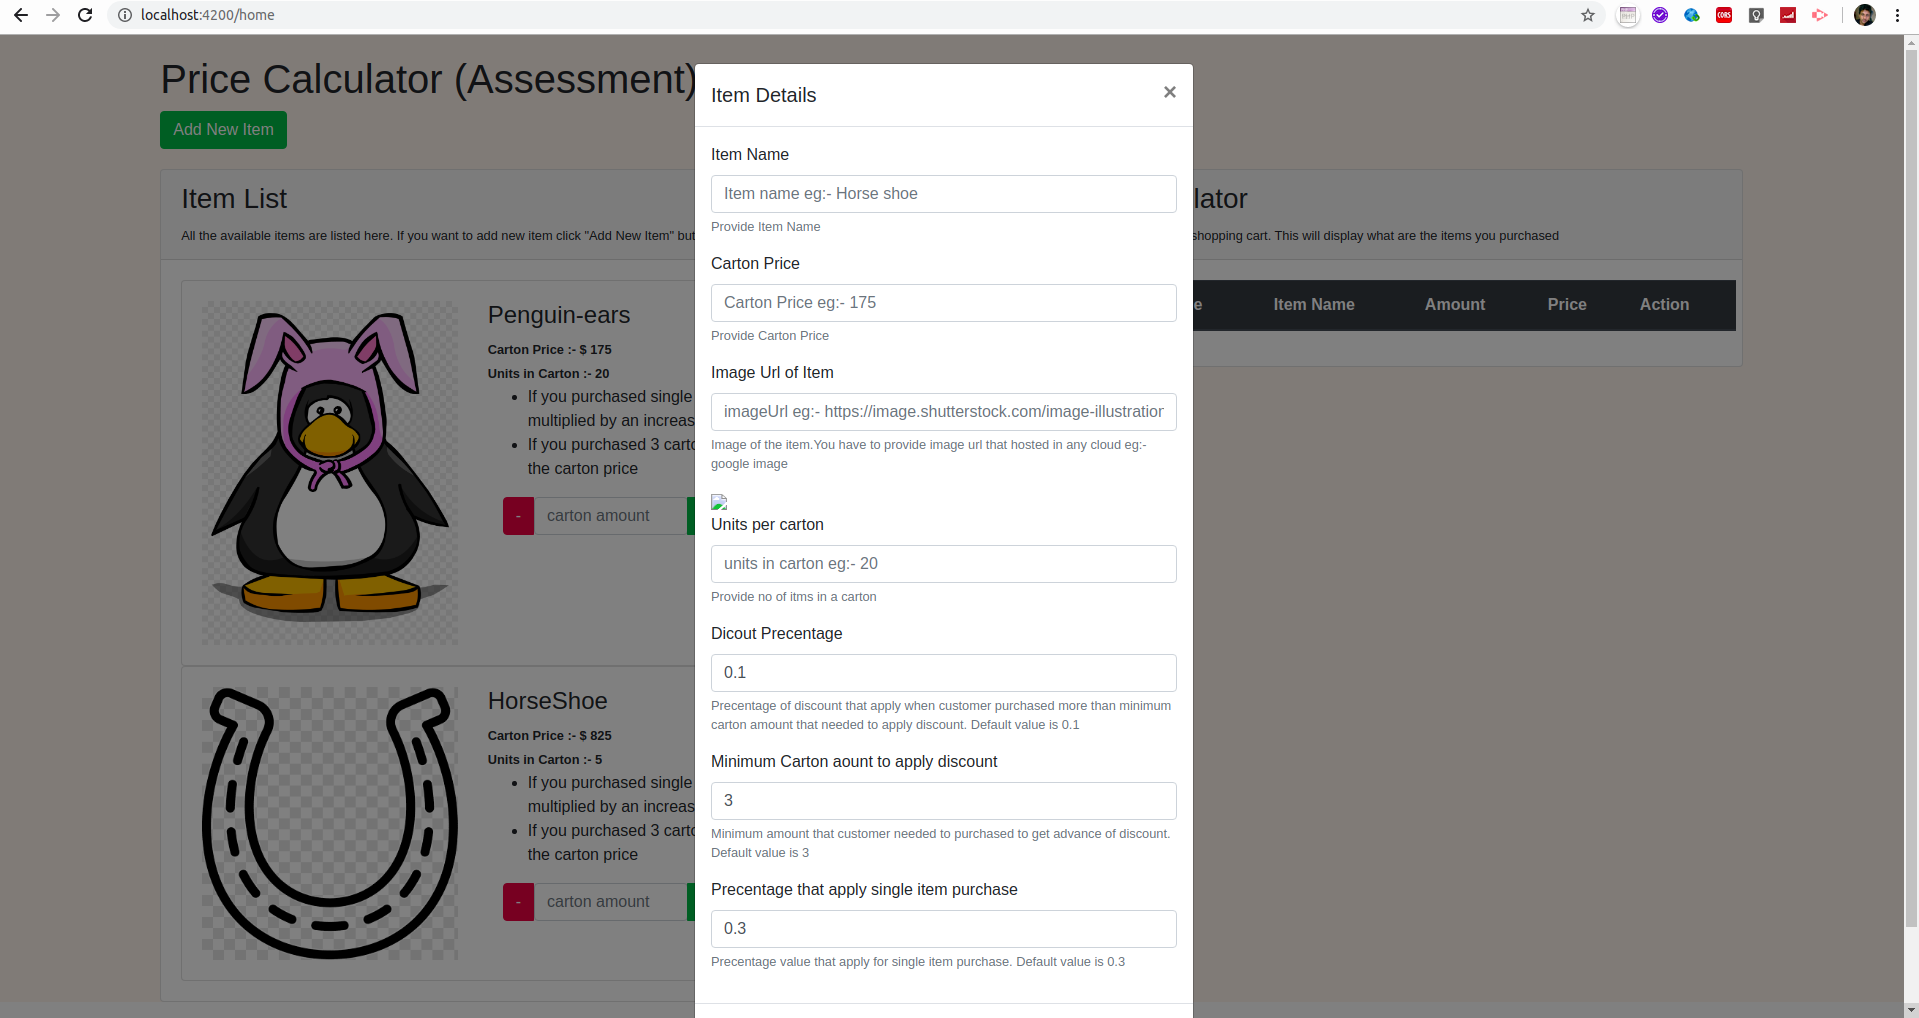 localhost:4200/home
CORS
Price Calculator (Assessment)
Add New Item
Item List
All the available items are listed here. If you want to add new item click "Add New Item" but
Penguin-ears
Carton Price :- $ 175
Units in Carton :- 20
If you purchased single
multiplied by an increas
If you purchased 3 carto
the carton price
-
carton amount
HorseShoe
Carton Price :- $ 825
Units in Carton :- 5
If you purchased single
multiplied by an increas
If you purchased 3 carto
the carton price
-
carton amount
Item Details
×
Item Name
Item name eg:- Horse shoe
Provide Item Name
Carton Price
Carton Price eg:- 175
Provide Carton Price
Image Url of Item
imageUrl eg:- https://image.shutterstock.com/image-illustration
Image of the item.You have to provide image url that hosted in any cloud eg:-
google image
Units per carton
units in carton eg:- 20
Provide no of itms in a carton
Dicout Precentage
0.1
Precentage of discount that apply when customer purchased more than minimum
carton amount that needed to apply discount. Default value is 0.1
Minimum Carton aount to apply discount
3
Minimum amount that customer needed to purchased to get advance of discount.
Default value is 3
Precentage that apply single item purchase
0.3
Precentage value that apply for single item purchase. Default value is 0.3
lator
shopping cart. This will display what are the items you purchased
e Item Name Amount Price Action